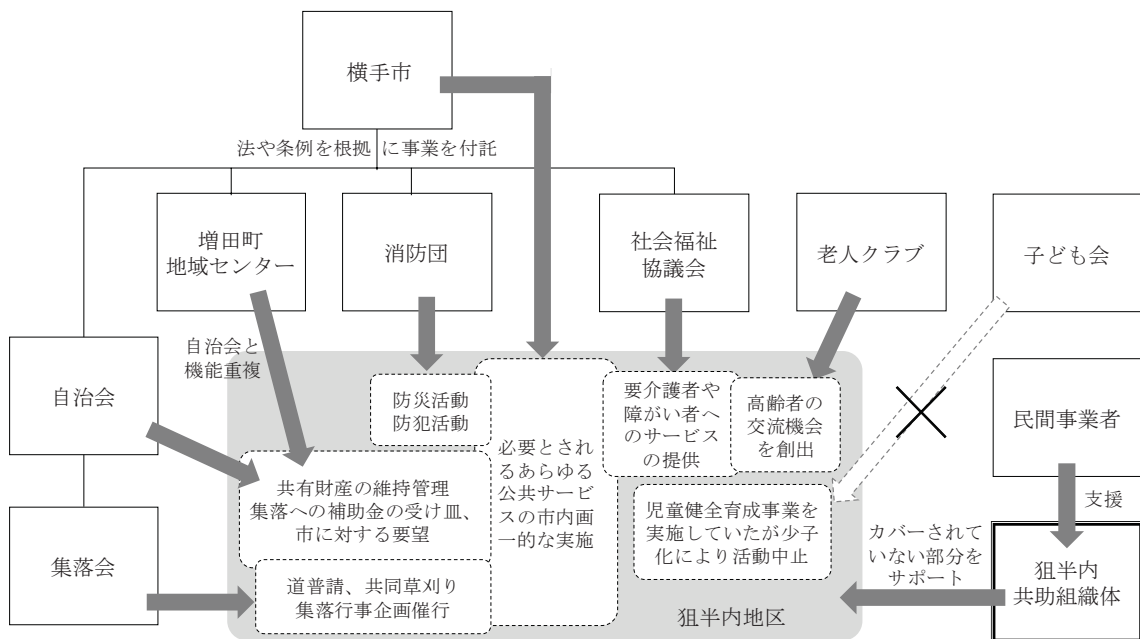 横手市
法や条例を根拠に事業を付託
増田町
地域センター
消防団
社会福祉
協議会
老人クラブ
子ども会
自治会と
機能重複
自治会
防災活動
防犯活動
要介護者や
障がい者へ
のサービス
の提供
高齢者の
交流機会
を創出
民間事業者
必要とされ
るあらゆる
公共サービ
スの市内画
一的な実施
共有財産の維持管理
集落への補助金の受け皿、
市に対する要望
児童健全育成事業を
実施していたが少子
化により活動中止
支援
カバーされて
いない部分を
サポート
集落会
道普請、共同草刈り
集落行事企画催行
狙半内地区
狙半内
共助組織体